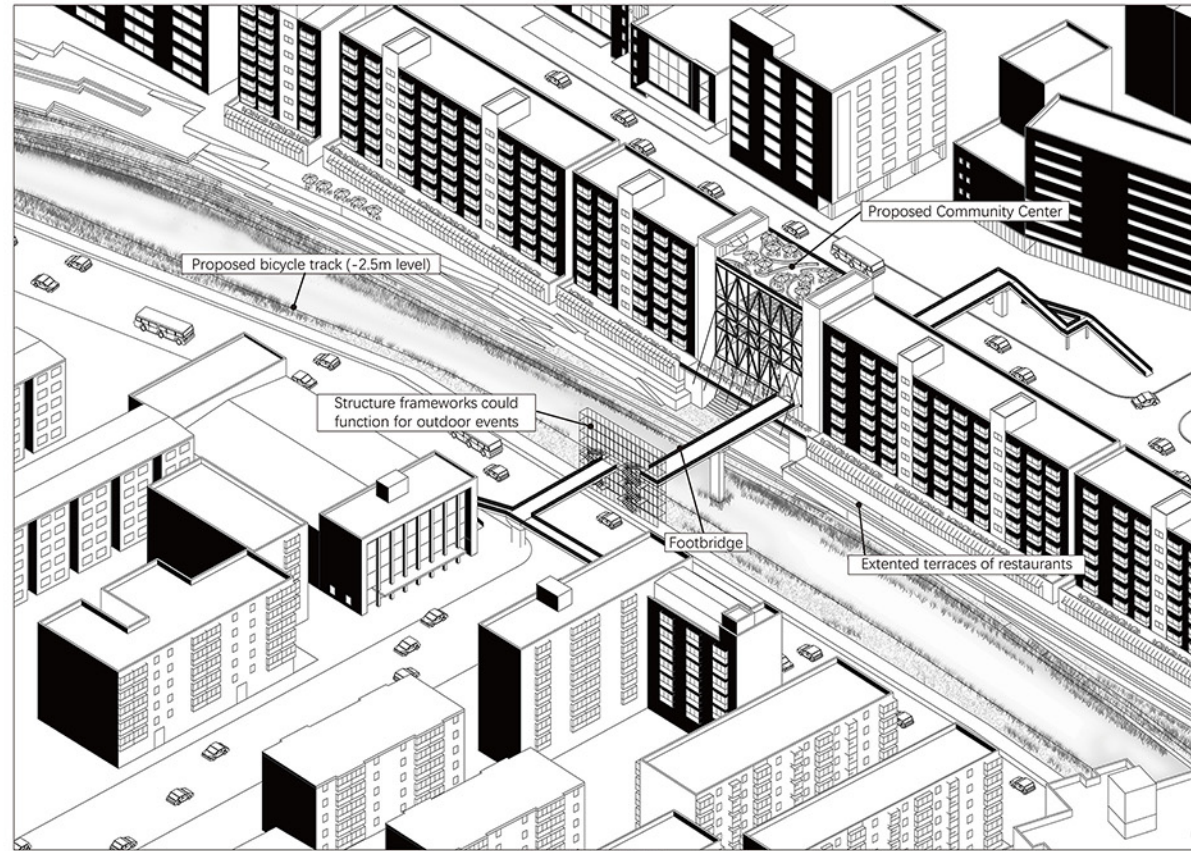 Proposed Community Center
Proposed bicycle track (-2.5m level)
Structure frameworks could
function for outdoor events
Footbridge
Extented terraces of restaurants